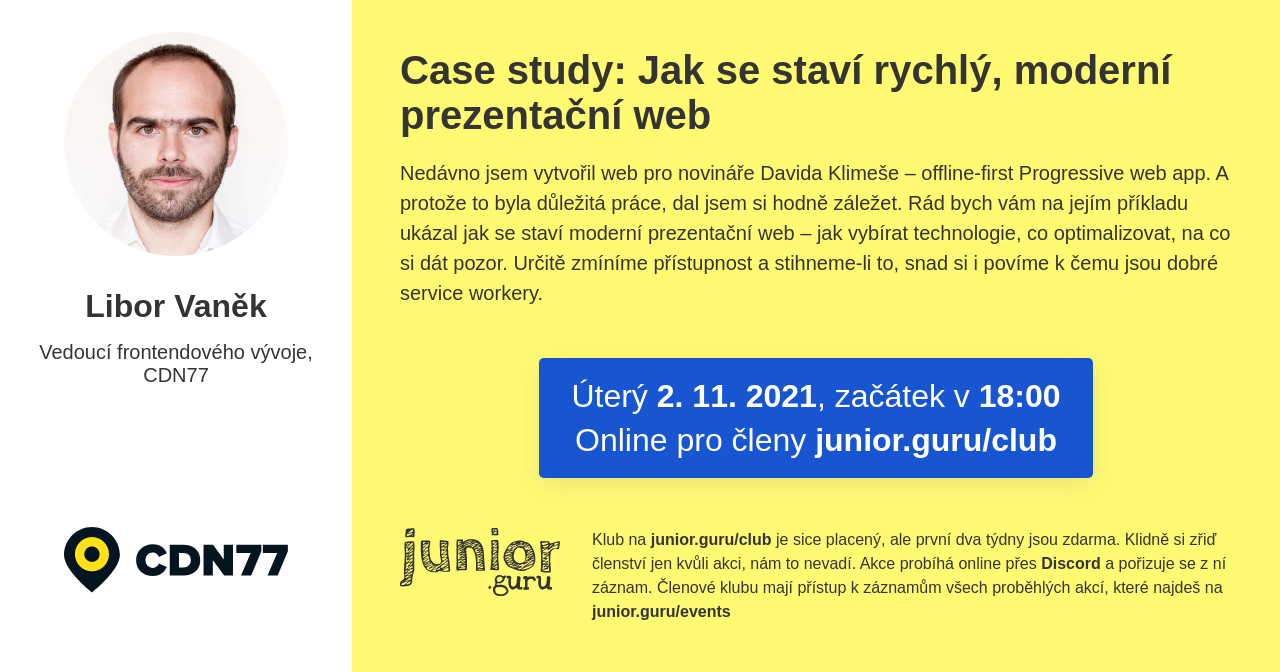 Libor Vaněk
Vedoucí frontendového vývoje,
CDN77
CDN77
Case study: Jak se staví rychlý, moderní
prezentační web
Nedávno jsem vytvořil web pro novináře Davida Klimeše – offline-first Progressive web app. A
protože to byla důležitá práce, dal jsem si hodně záležet. Rád bych vám na jejím příkladu
ukázal jak se staví moderní prezentační web – jak vybírat technologie, co optimalizovat, na co
si dát pozor. Určitě zmíníme přístupnost a stihneme-li to, snad si i povíme k čemu jsou dobré
service workery.
Úterý 2. 11. 2021, začátek v 18:00
Online pro členy junior.guru/club
junior
.guru
Klub na junior.guru/club je sice placený, ale první dva týdny jsou zdarma. Klidně si zřiď
členství jen kvůli akci, nám to nevadí. Akce probíhá online přes Discord a pořizuje se z ní
záznam. Členové klubu mají přístup k záznamům všech proběhlých akcí, které najdeš na
junior.guru/events